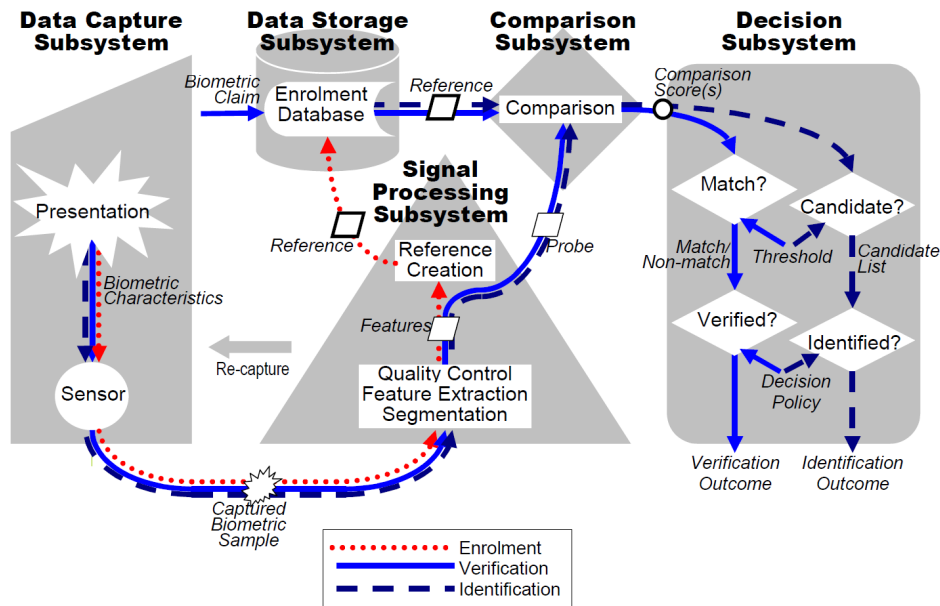 Data Capture
Subsystem
Data Storage
Subsystem
Comparison
Subsystem
Decision
Subsystem
Biometric
Claim
Enrolment
Database
Reference
Comparison
Comparison
Score(s)
Signal
Processing
Subsystem
Presentation
Match?
Candidate?
Reference
Reference
Creation
Probe
Match/
Non-match
Threshold
Candidate
List
Biometric
Characteristics
Features
Verified?
Identified?
Re-capture
Sensor
Quality Control
Feature Extraction
Segmentation
Decision
Policy
Captured
Biometric
Sample
Verification
Outcome
Identification
Outcome
Enrolment
Verification
Identification